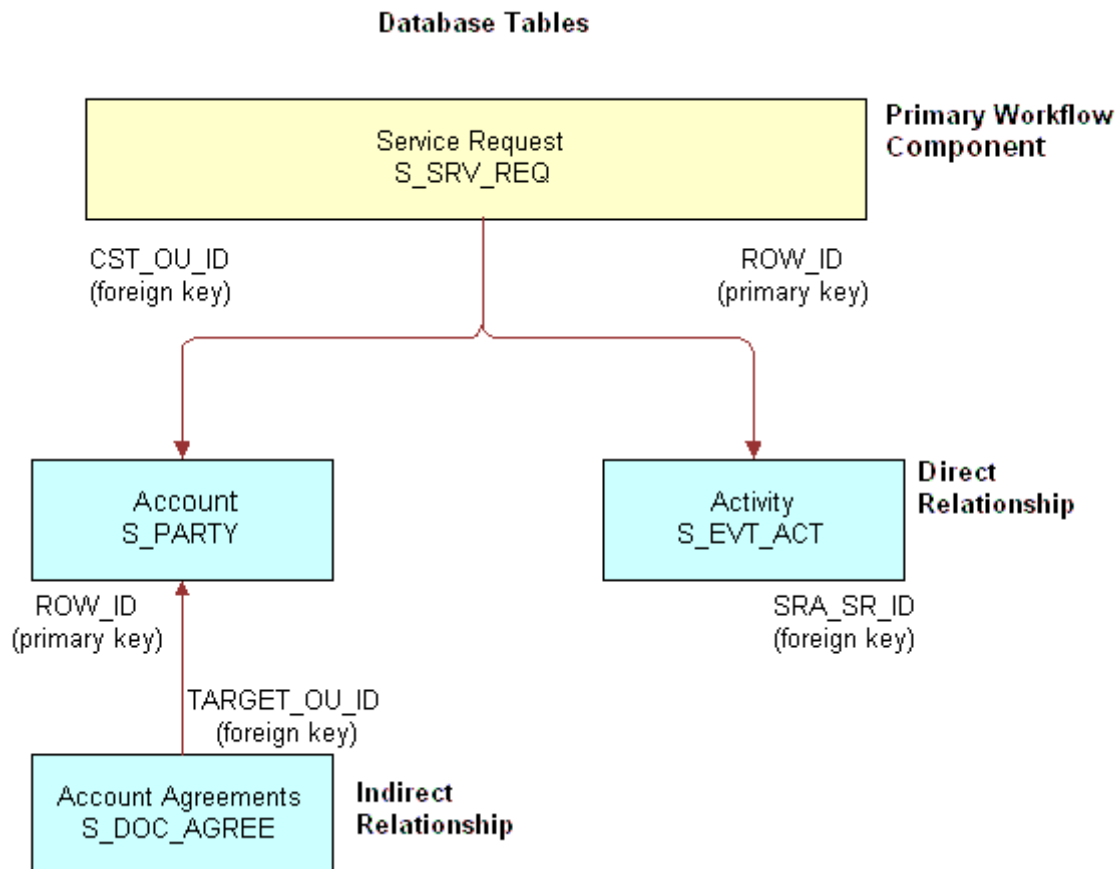 Database Tables
Service Request
S_SRV_REQ
Primary Workflow
Component
CST_OU_ID
(foreign key)
ROW_ID
(primary key)
Account
S_PARTY
Activity
S_EVT_ACT
Direct
Relationship
ROW_ID
(primary key)
SRA_SR_ID
(foreign key)
TARGET_OU_ID
(foreign key)
Account Agreements
S_DOC_AGREE
Indirect
Relationship